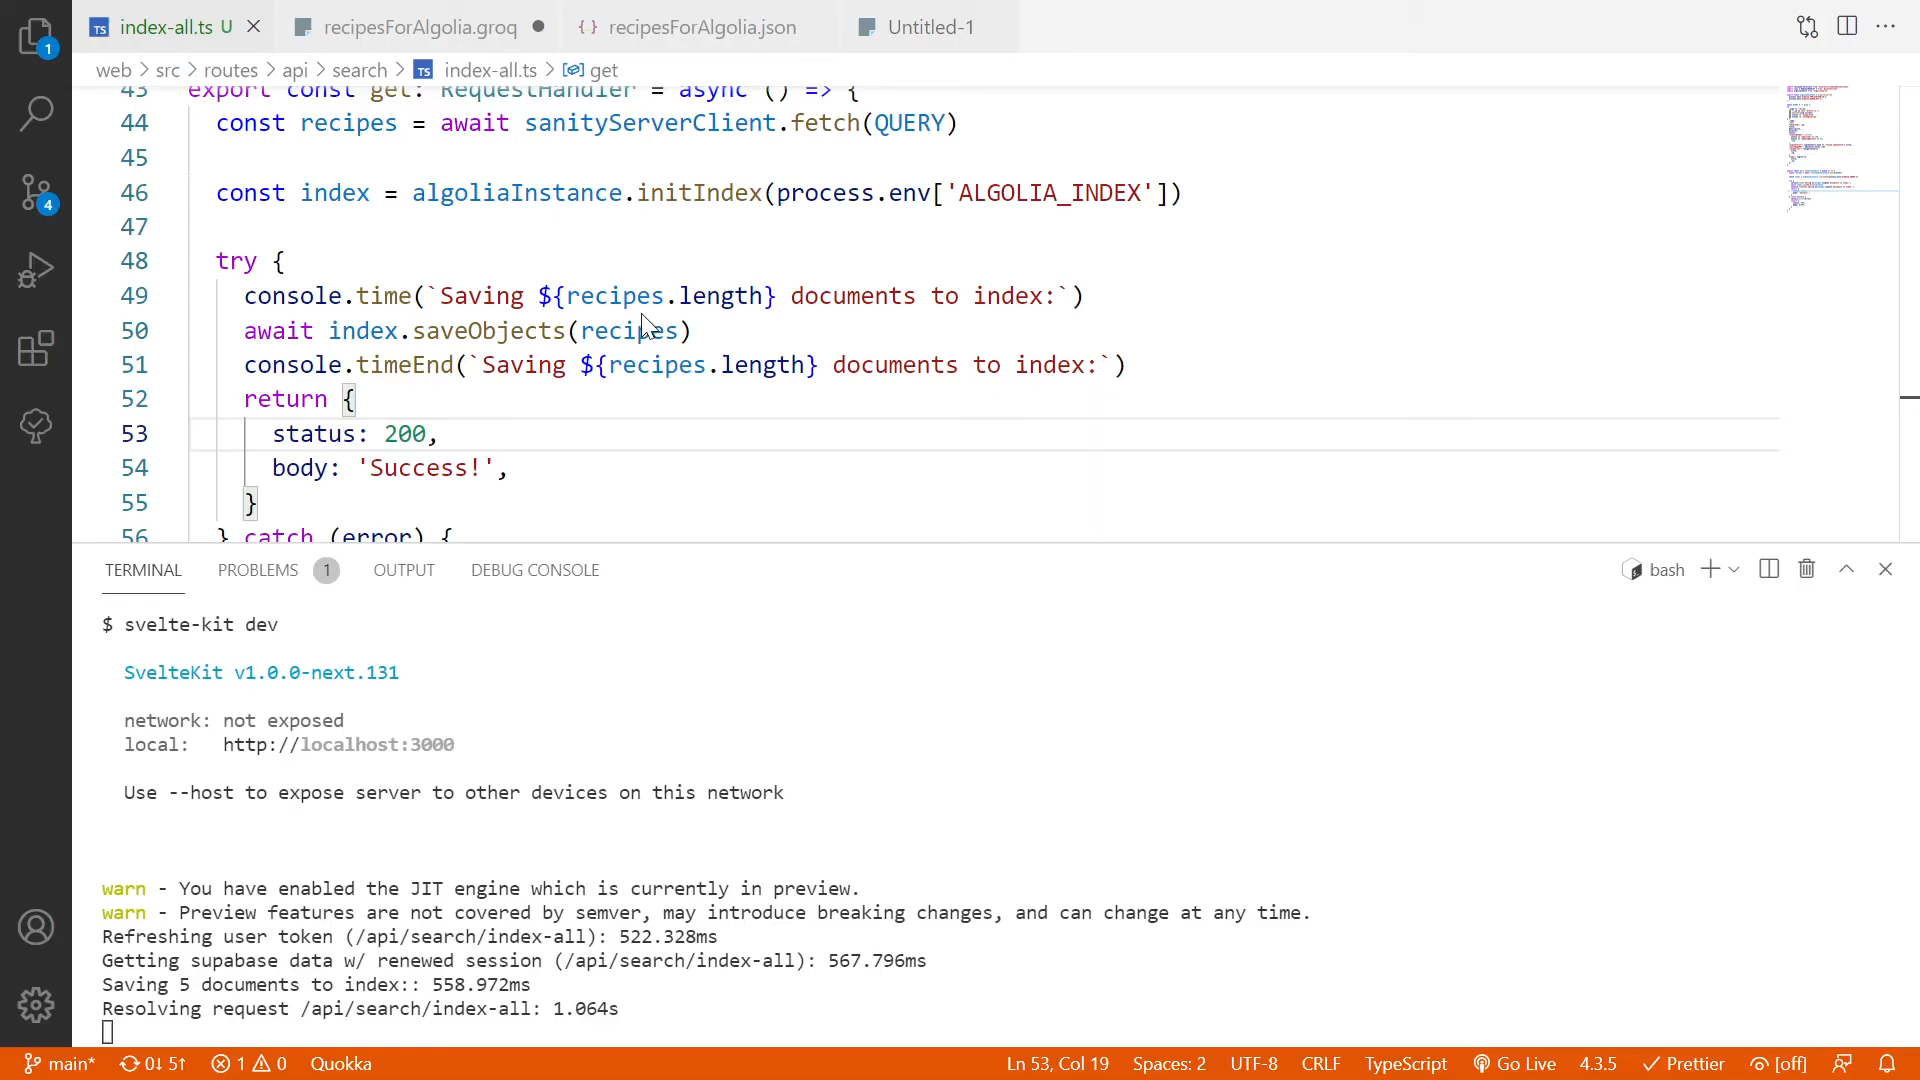 1
4
TS index-all.ts U
recipesForAlgolia.groq
{ } recipesForAlgolia.json
Untitled-1
web > src > routes > api > search > TS index-all.ts > get
43 export const get: RequestHandler = async () => {
44 const recipes = await sanityServerClient.fetch(QUERY)
45
46 const index = algoliaInstance.initIndex(process.env['ALGOLIA_INDEX'])
47
48 try {
49 console.time(`Saving ${recipes.length} documents to index:`)
50 await index.saveObjects(recipes)
51 console.timeEnd(`Saving ${recipes.length} documents to index:`)
52 return {
53 status: 200,
54 body: 'Success!',
55 }
56 } catch (error) {
TERMINAL PROBLEMS 1 OUTPUT DEBUG CONSOLE
bash
$ svelte-kit dev
SvelteKit v1.0.0-next.131
network: not exposed
local: http://localhost:3000
Use --host to expose server to other devices on this network
warn - You have enabled the JIT engine which is currently in preview.
warn - Preview features are not covered by semver, may introduce breaking changes, and can change at any time.
Refreshing user token (/api/search/index-all): 522.328ms
Getting supabase data w/ renewed session (/api/search/index-all): 567.796ms
Saving 5 documents to index:: 558.972ms
Resolving request /api/search/index-all: 1.064s
main* 0↓ 5↑ 1 0 Quokka Ln 53, Col 19 Spaces: 2 UTF-8 CRLF TypeScript Go Live 4.3.5 Prettier [off]